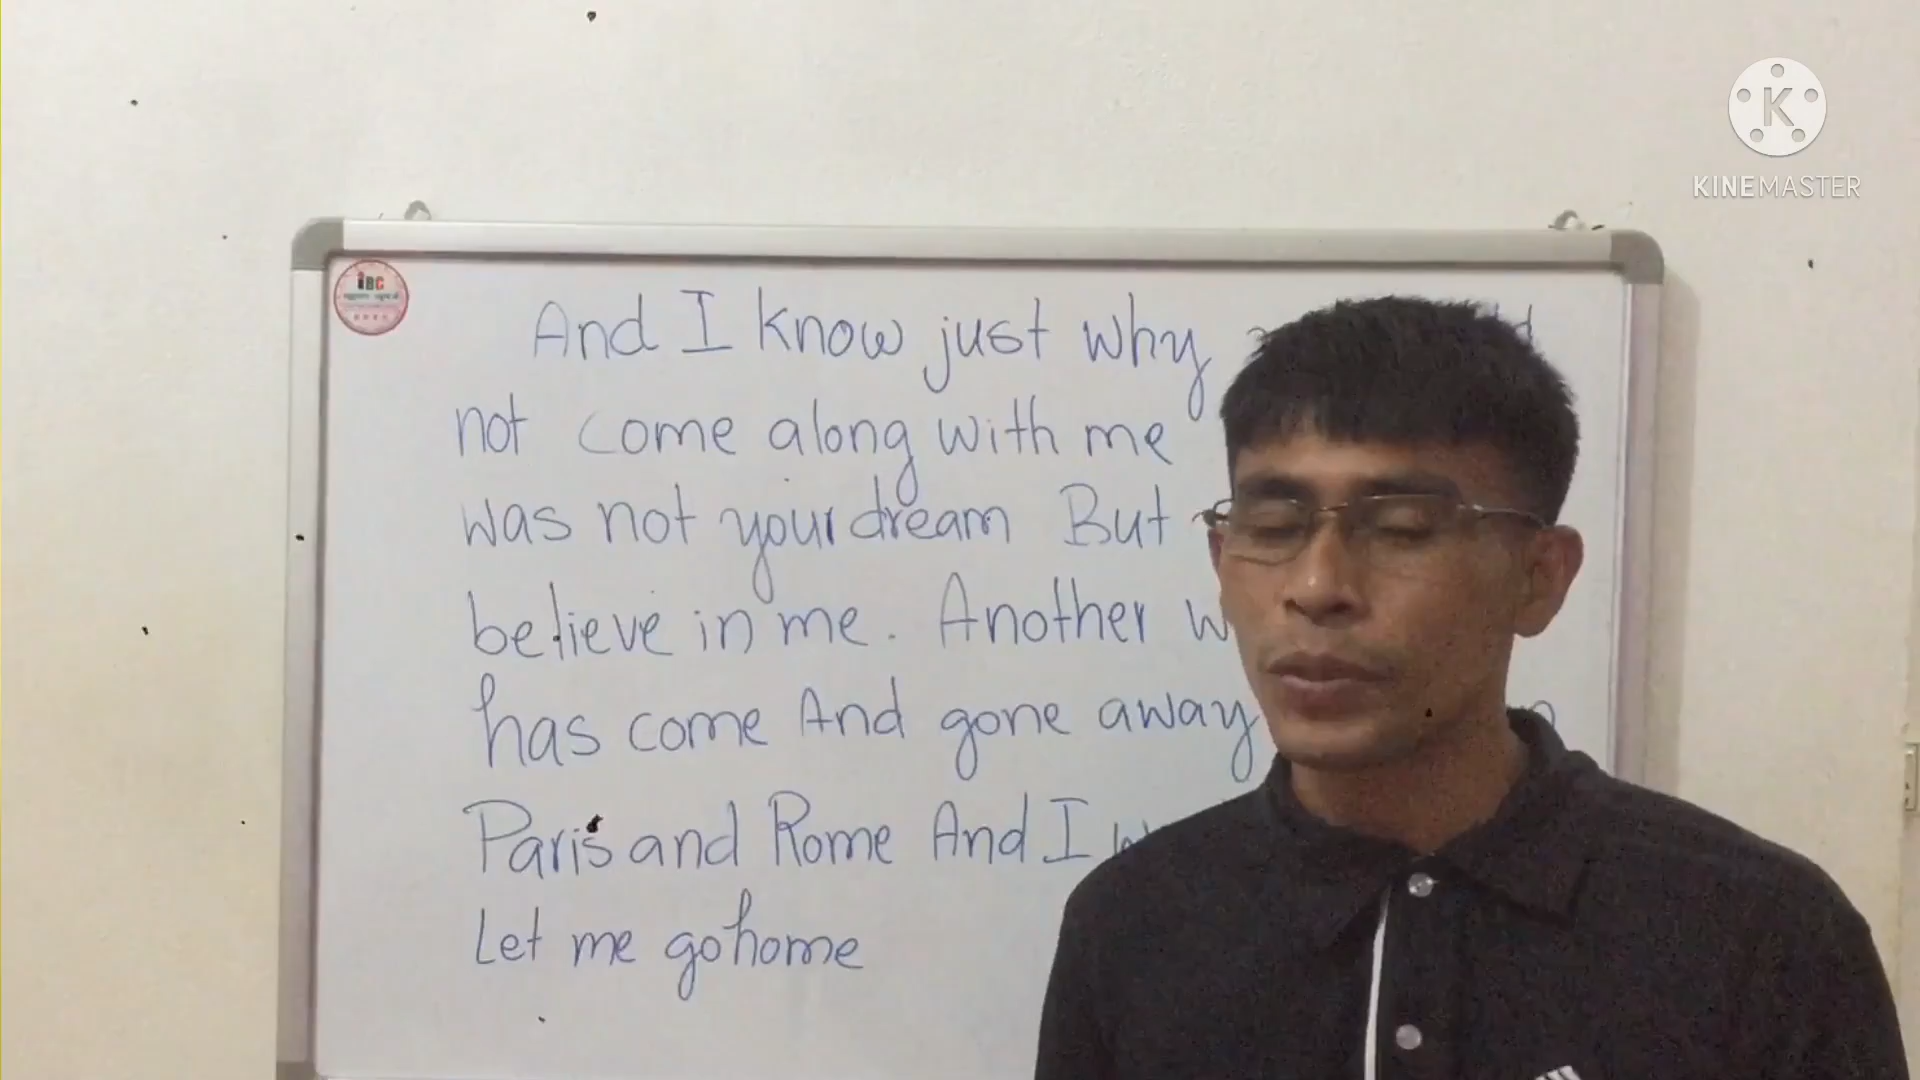 KINEMASTER
iBC
And I know just why
not come along with me
was not your dream But
believe in me. Another
has come And gone away
Paris and Rome And I
Let me go home